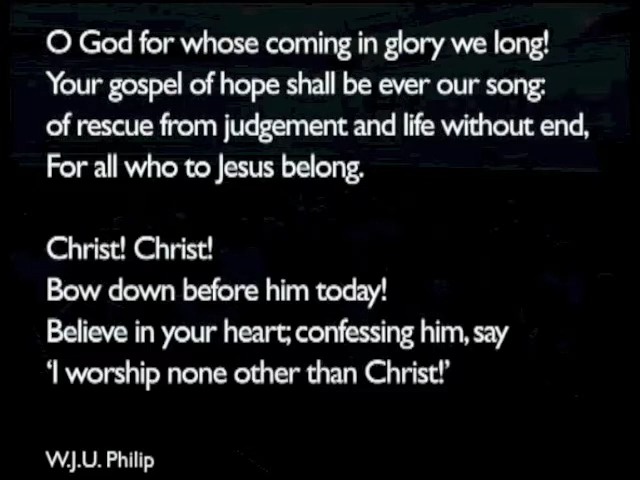 O God for whose coming in glory we long!
Your gospel of hope shall be ever our song:
of rescue from judgement and life without end,
For all who to Jesus belong.
Christ! Christ!
Bow down before him today!
Believe in your heart; confessing him, say
‘I worship none other than Christ!’
W.J.U. Philip